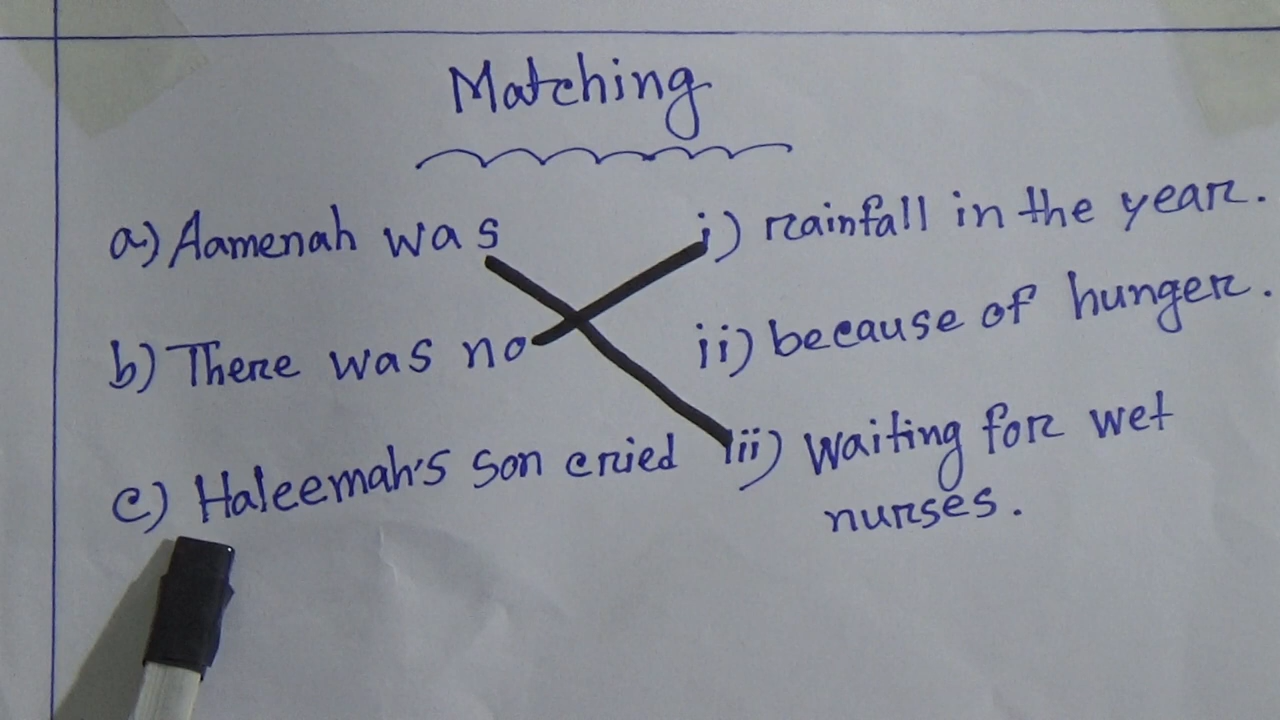 Matching
a) Aamenah was i) rainfall in the year.
b) There was no ii) because of hunger.
c) Haleemah's son cried iii) waiting for wet
nurses.